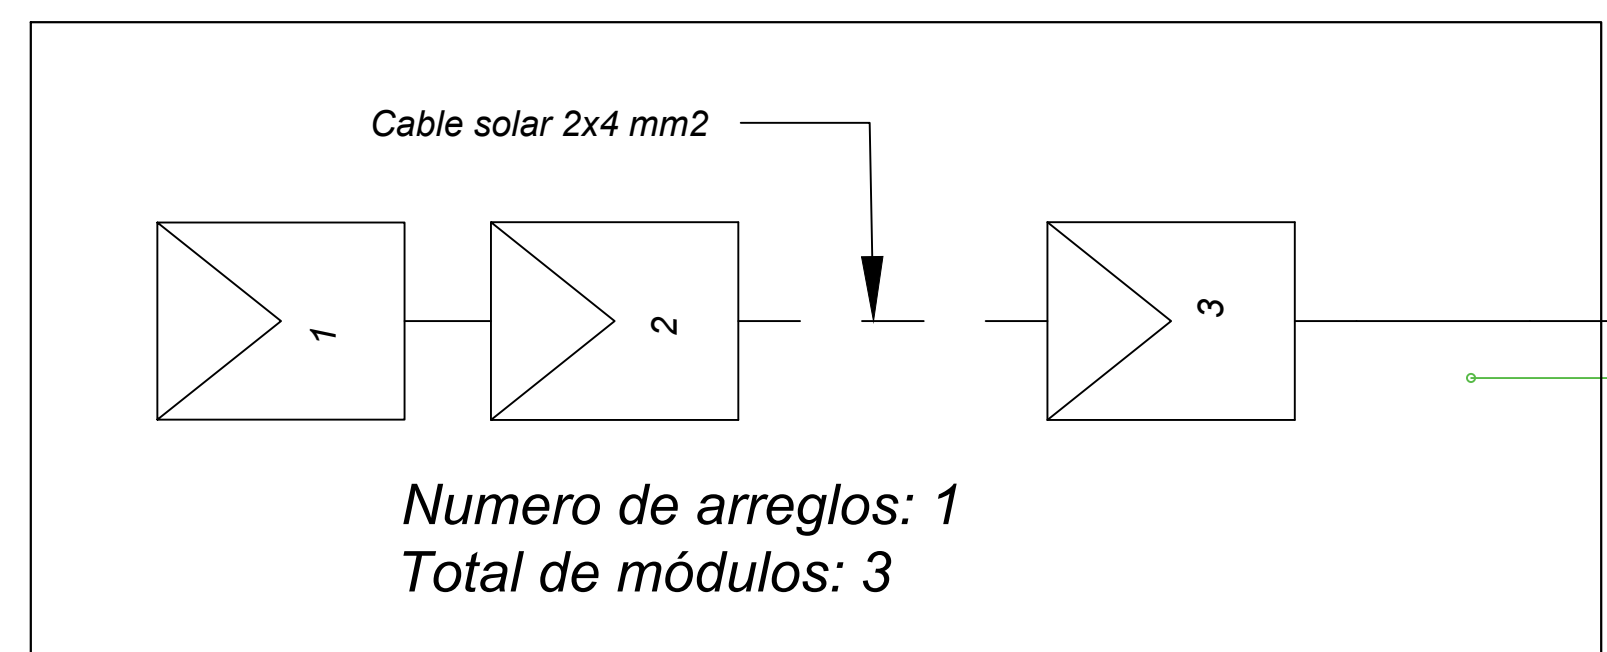 Cable solar 2x4 mm2
1
2
3
Numero de arreglos: 1
Total de módulos: 3